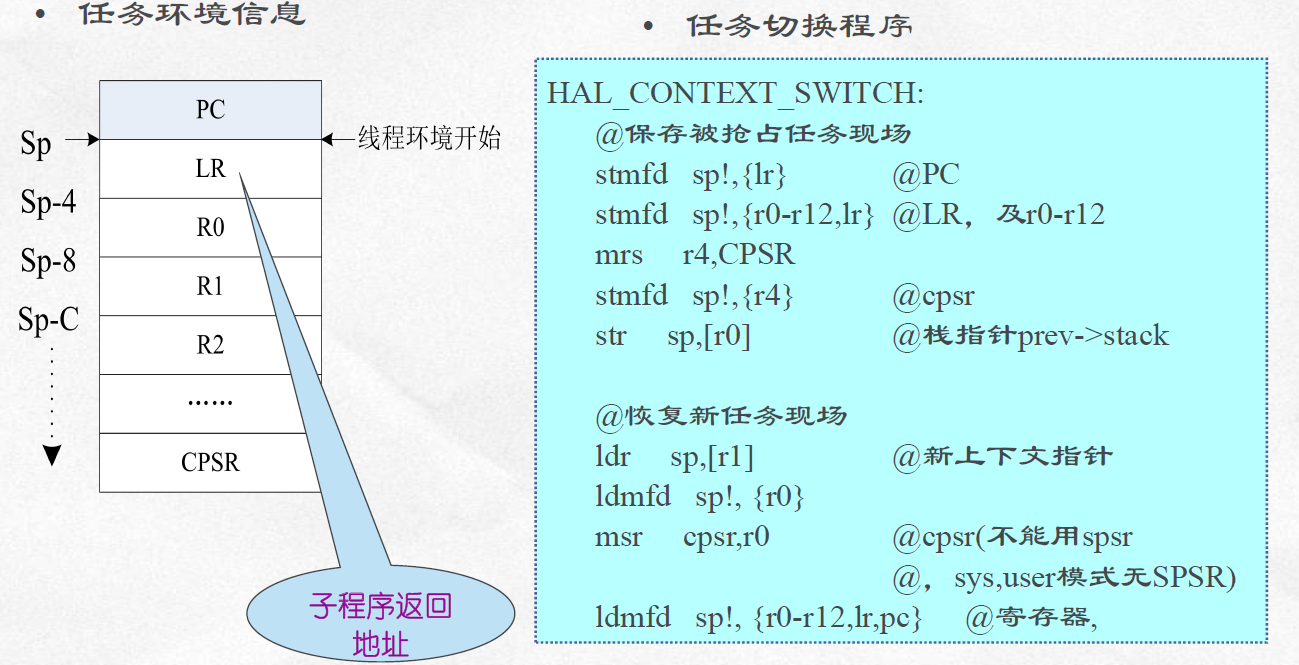 • 任务环境信息
PC
Sp
线程环境开始
LR
Sp-4
R0
Sp-8
R1
Sp-C
R2
……
CPSR
子程序返回
地址
• 任务切换程序
HAL_CONTEXT_SWITCH:
@保存被抢占任务现场
stmfd sp!,{lr} @PC
stmfd sp!,{r0-r12,lr} @LR，及r0-r12
mrs r4,CPSR
stmfd sp!,{r4} @cpsr
str sp,[r0] @栈指针prev->stack
@恢复新任务现场
ldr sp,[r1] @新上下文指针
ldmfd sp!, {r0}
msr cpsr,r0 @cpsr(不能用spsr
@，sys,user模式无SPSR)
ldmfd sp!, {r0-r12,lr,pc} @寄存器,